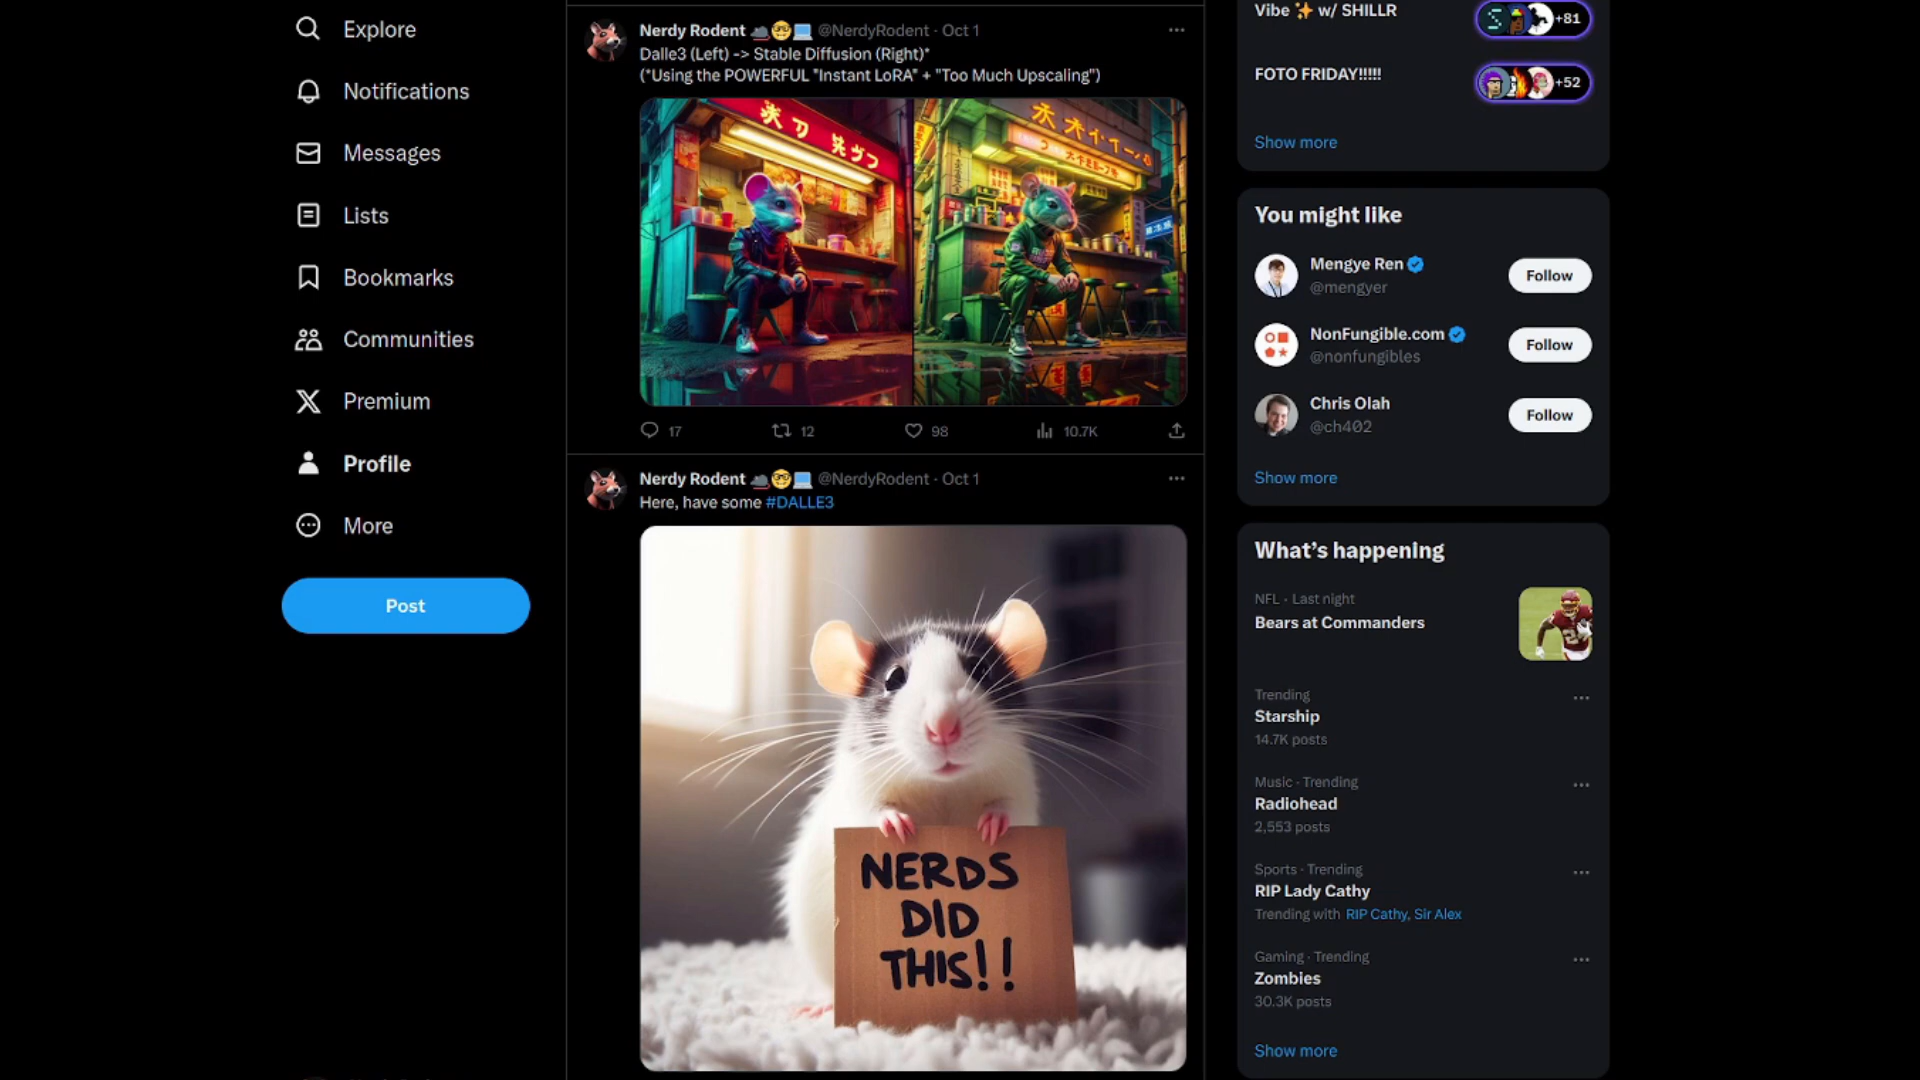 Explore
Notifications
Messages
Lists
Bookmarks
Communities
Premium
Profile
More
Post
Nerdy Rodent 🐀🤓💻 @NerdyRodent · Oct 1
Dalle3 (Left) -> Stable Diffusion (Right)*
(*Using the POWERFUL "Instant LoRA" + "Too Much Upscaling")
17
12
98
10.7K
Nerdy Rodent 🐀🤓💻 @NerdyRodent · Oct 1
Here, have some #DALLE3
NERDS
DID
THIS!!
Vibe ✨ w/ SHILLR
+81
FOTO FRIDAY!!!!!
+52
Show more
You might like
Mengye Ren
@mengyer
Follow
NonFungible.com
@nonfungibles
Follow
Chris Olah
@ch402
Follow
Show more
What's happening
NFL · Last night
Bears at Commanders
Trending
Starship
14.7K posts
Music · Trending
Radiohead
2,553 posts
Sports · Trending
RIP Lady Cathy
Trending with RIP Cathy, Sir Alex
Gaming · Trending
Zombies
30.3K posts
Show more